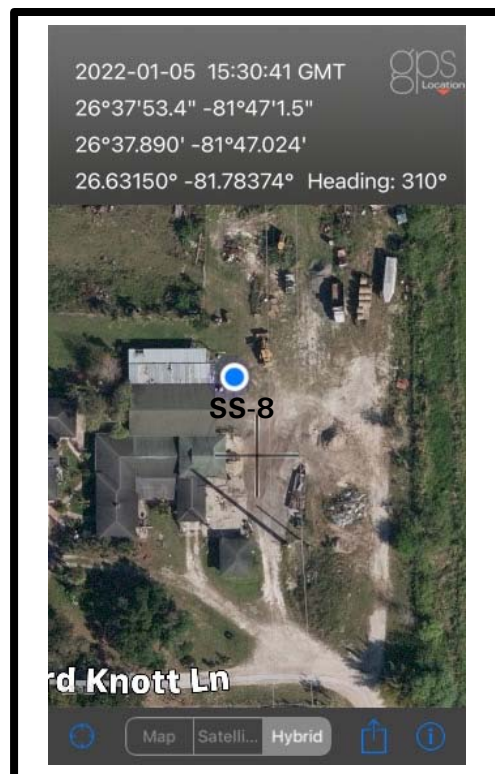 2022-01-05 15:30:41 GMT
gps
Location
26°37'53.4" -81°47'1.5"
26°37.890' -81°47.024'
26.63150° -81.78374° Heading: 310°
SS-8
rd Knott Ln
Map Satelli... Hybrid